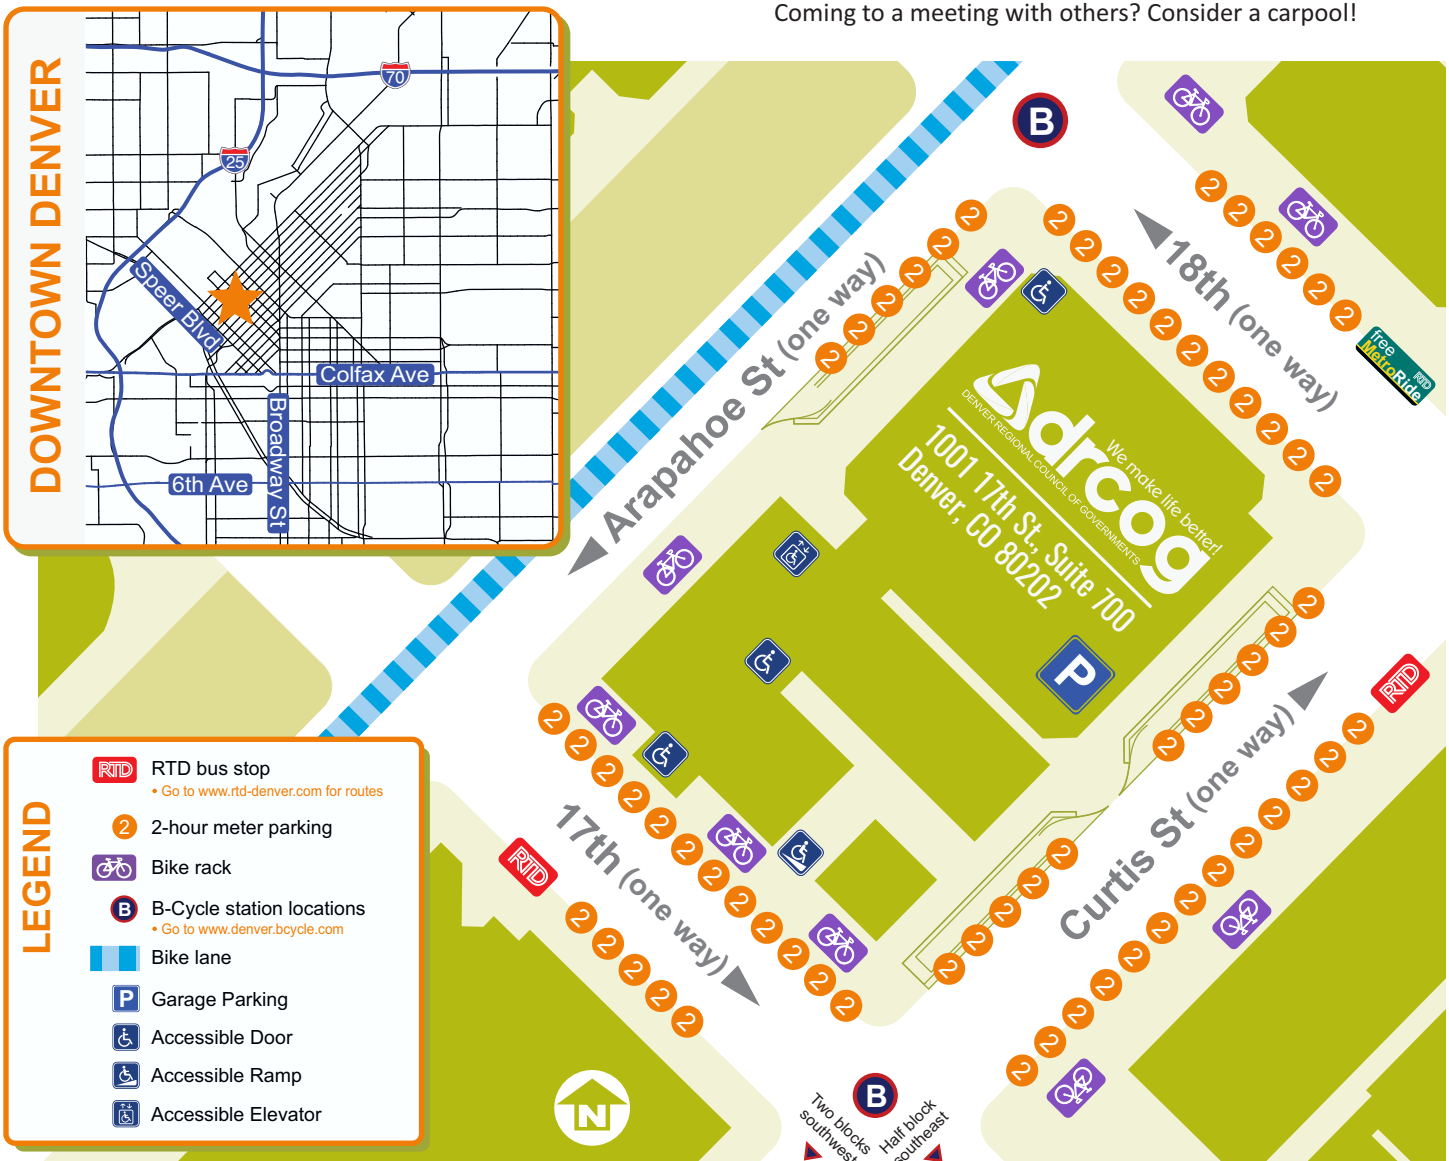 Coming to a meeting with others? Consider a carpool!
DOWNTOWN DENVER
70
25
Speer Blvd
Colfax Ave
Broadway St
6th Ave
B
Arapahoe St (one way)
18th (one way)
free
MetroRide
RTD
drcog
We make life better!
DENVER REGIONAL COUNCIL OF GOVERNMENTS
1001 17th St., Suite 700
Denver, CO 80202
P
RTD
Curtis St (one way)
17th (one way)
RTD
LEGEND
RTD RTD bus stop
• Go to www.rtd-denver.com for routes
2 2-hour meter parking
Bike rack
B B-Cycle station locations
• Go to www.denver.bcycle.com
Bike lane
P Garage Parking
Accessible Door
Accessible Ramp
Accessible Elevator
N
B
Two blocks
southwest
Half block
southeast